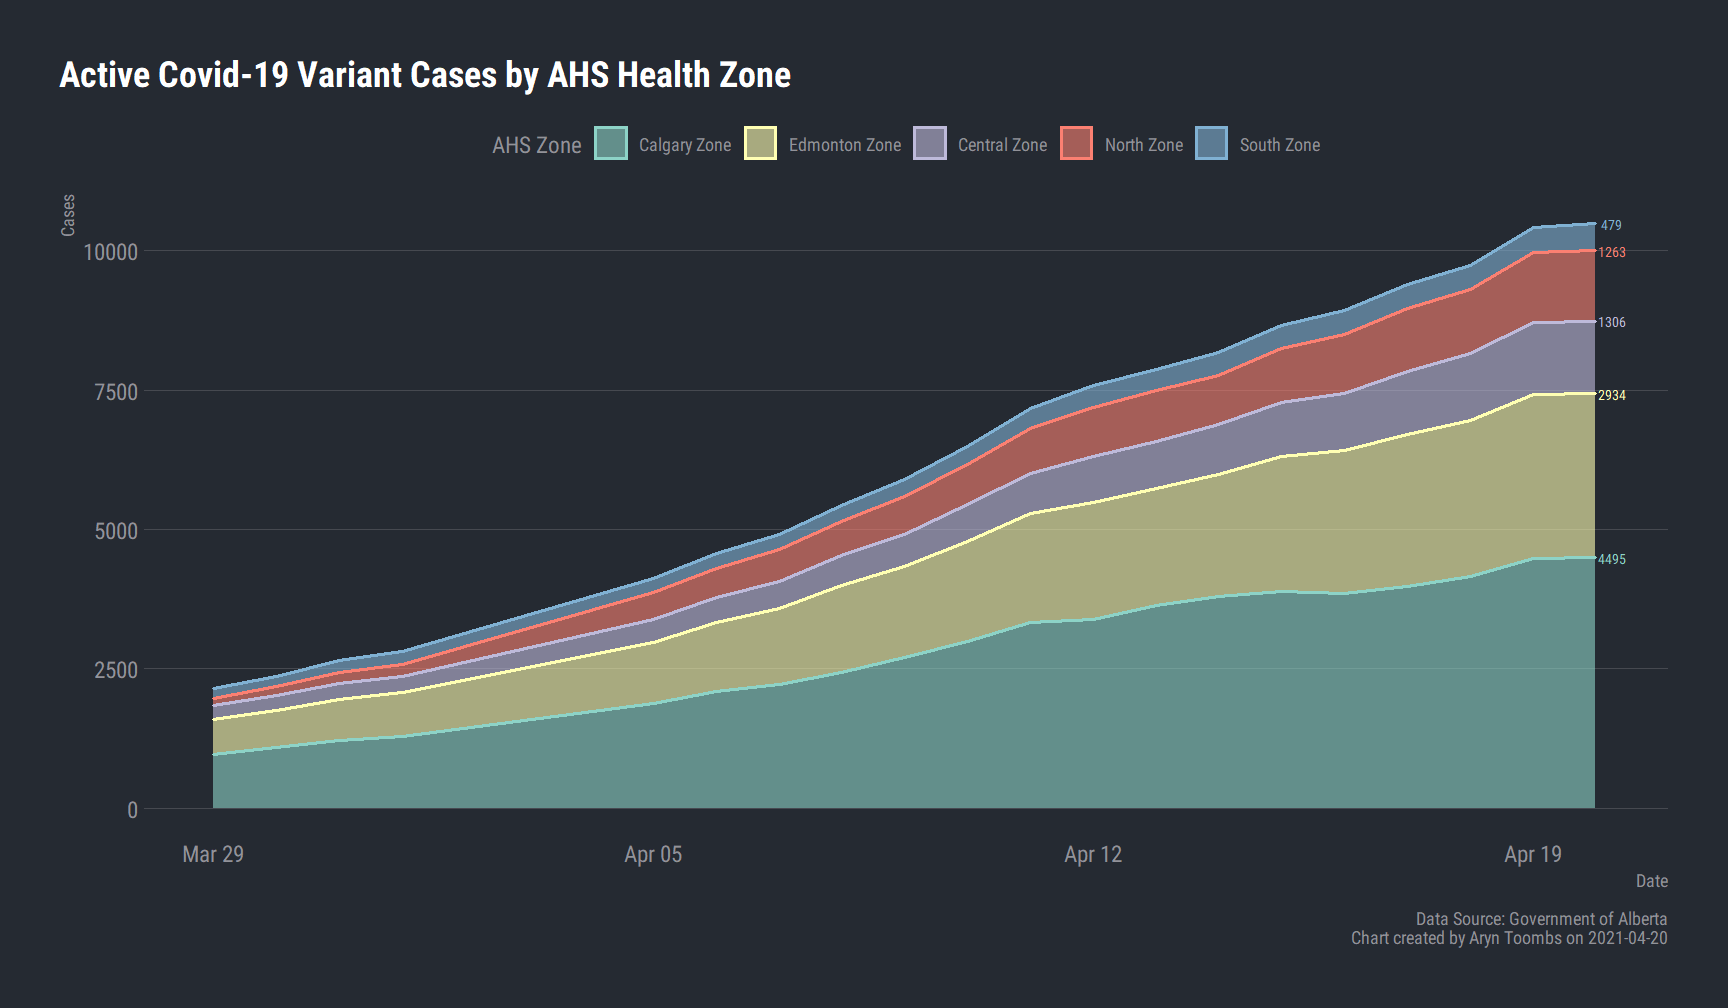 Active Covid-19 Variant Cases by AHS Health Zone
AHS Zone Calgary Zone Edmonton Zone Central Zone North Zone South Zone
Cases
10000
7500
5000
2500
0
479
1263
1306
2934
4495
Mar 29 Apr 05 Apr 12 Apr 19
Date
Data Source: Government of Alberta
Chart created by Aryn Toombs on 2021-04-20